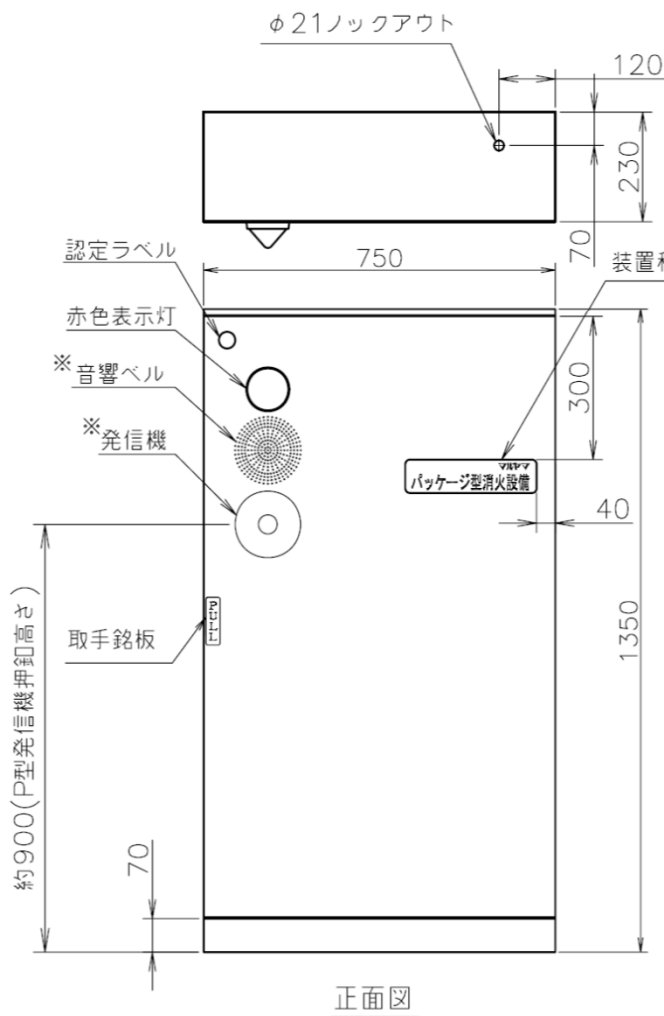 φ21ノックアウト
120
230
70
認定ラベル
750
装置
赤色表示灯
※音響ベル
300
※発信機
マルヤマ
パッケージ型消火設備
40
PULL
取手銘板
1350
約900(P型発信機押釦高さ)
70
正面図